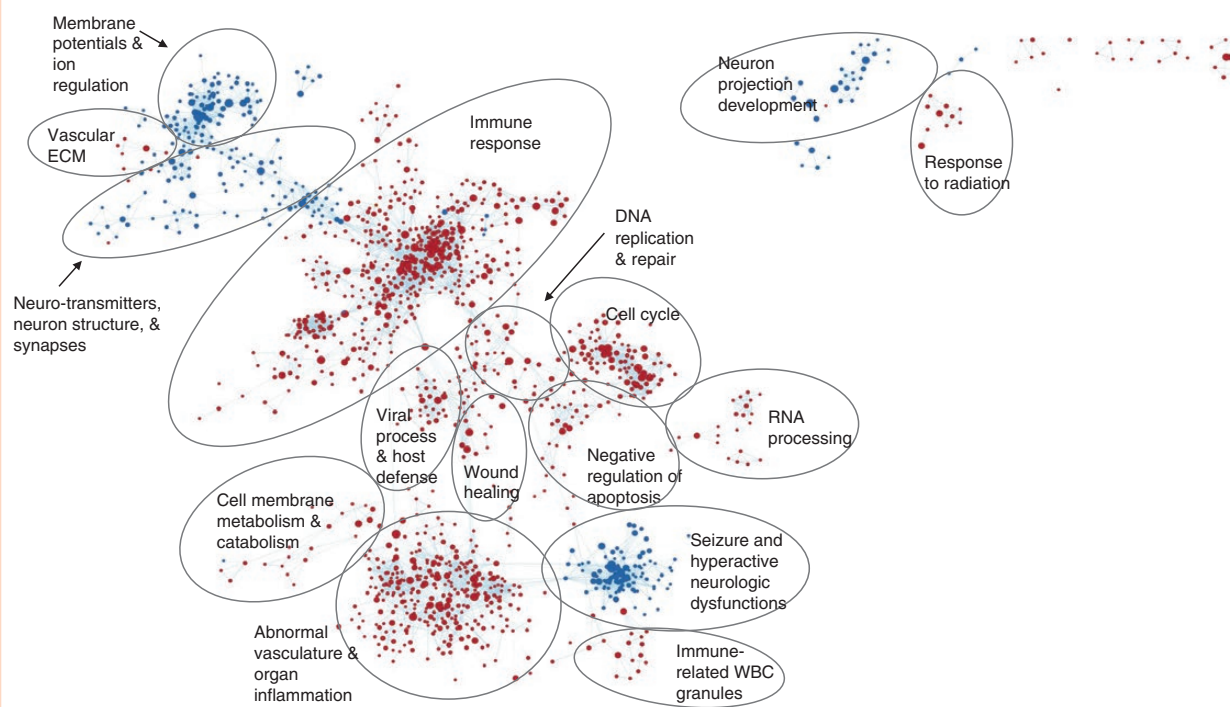 Membrane
potentials &
ion
regulation
Vascular
ECM
Neuro-transmitters,
neuron structure, &
synapses
Immune
response
Neuron
projection
development
Response
to radiation
DNA
replication
& repair
Cell cycle
Viral
process
& host
defense
Wound
healing
Negative
regulation of
apoptosis
RNA
processing
Cell membrane
metabolism &
catabolism
Seizure and
hyperactive
neurologic
dysfunctions
Abnormal
vasculature &
organ
inflammation
Immune-
related WBC
granules